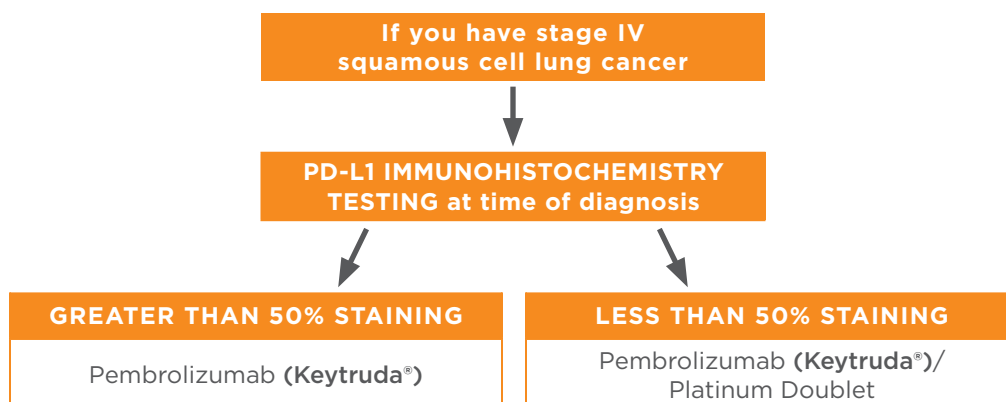 If you have stage IV
squamous cell lung cancer
PD-L1 IMMUNOHISTOCHEMISTRY
TESTING at time of diagnosis
GREATER THAN 50% STAINING
Pembrolizumab (Keytruda®)
LESS THAN 50% STAINING
Pembrolizumab (Keytruda®)/
Platinum Doublet